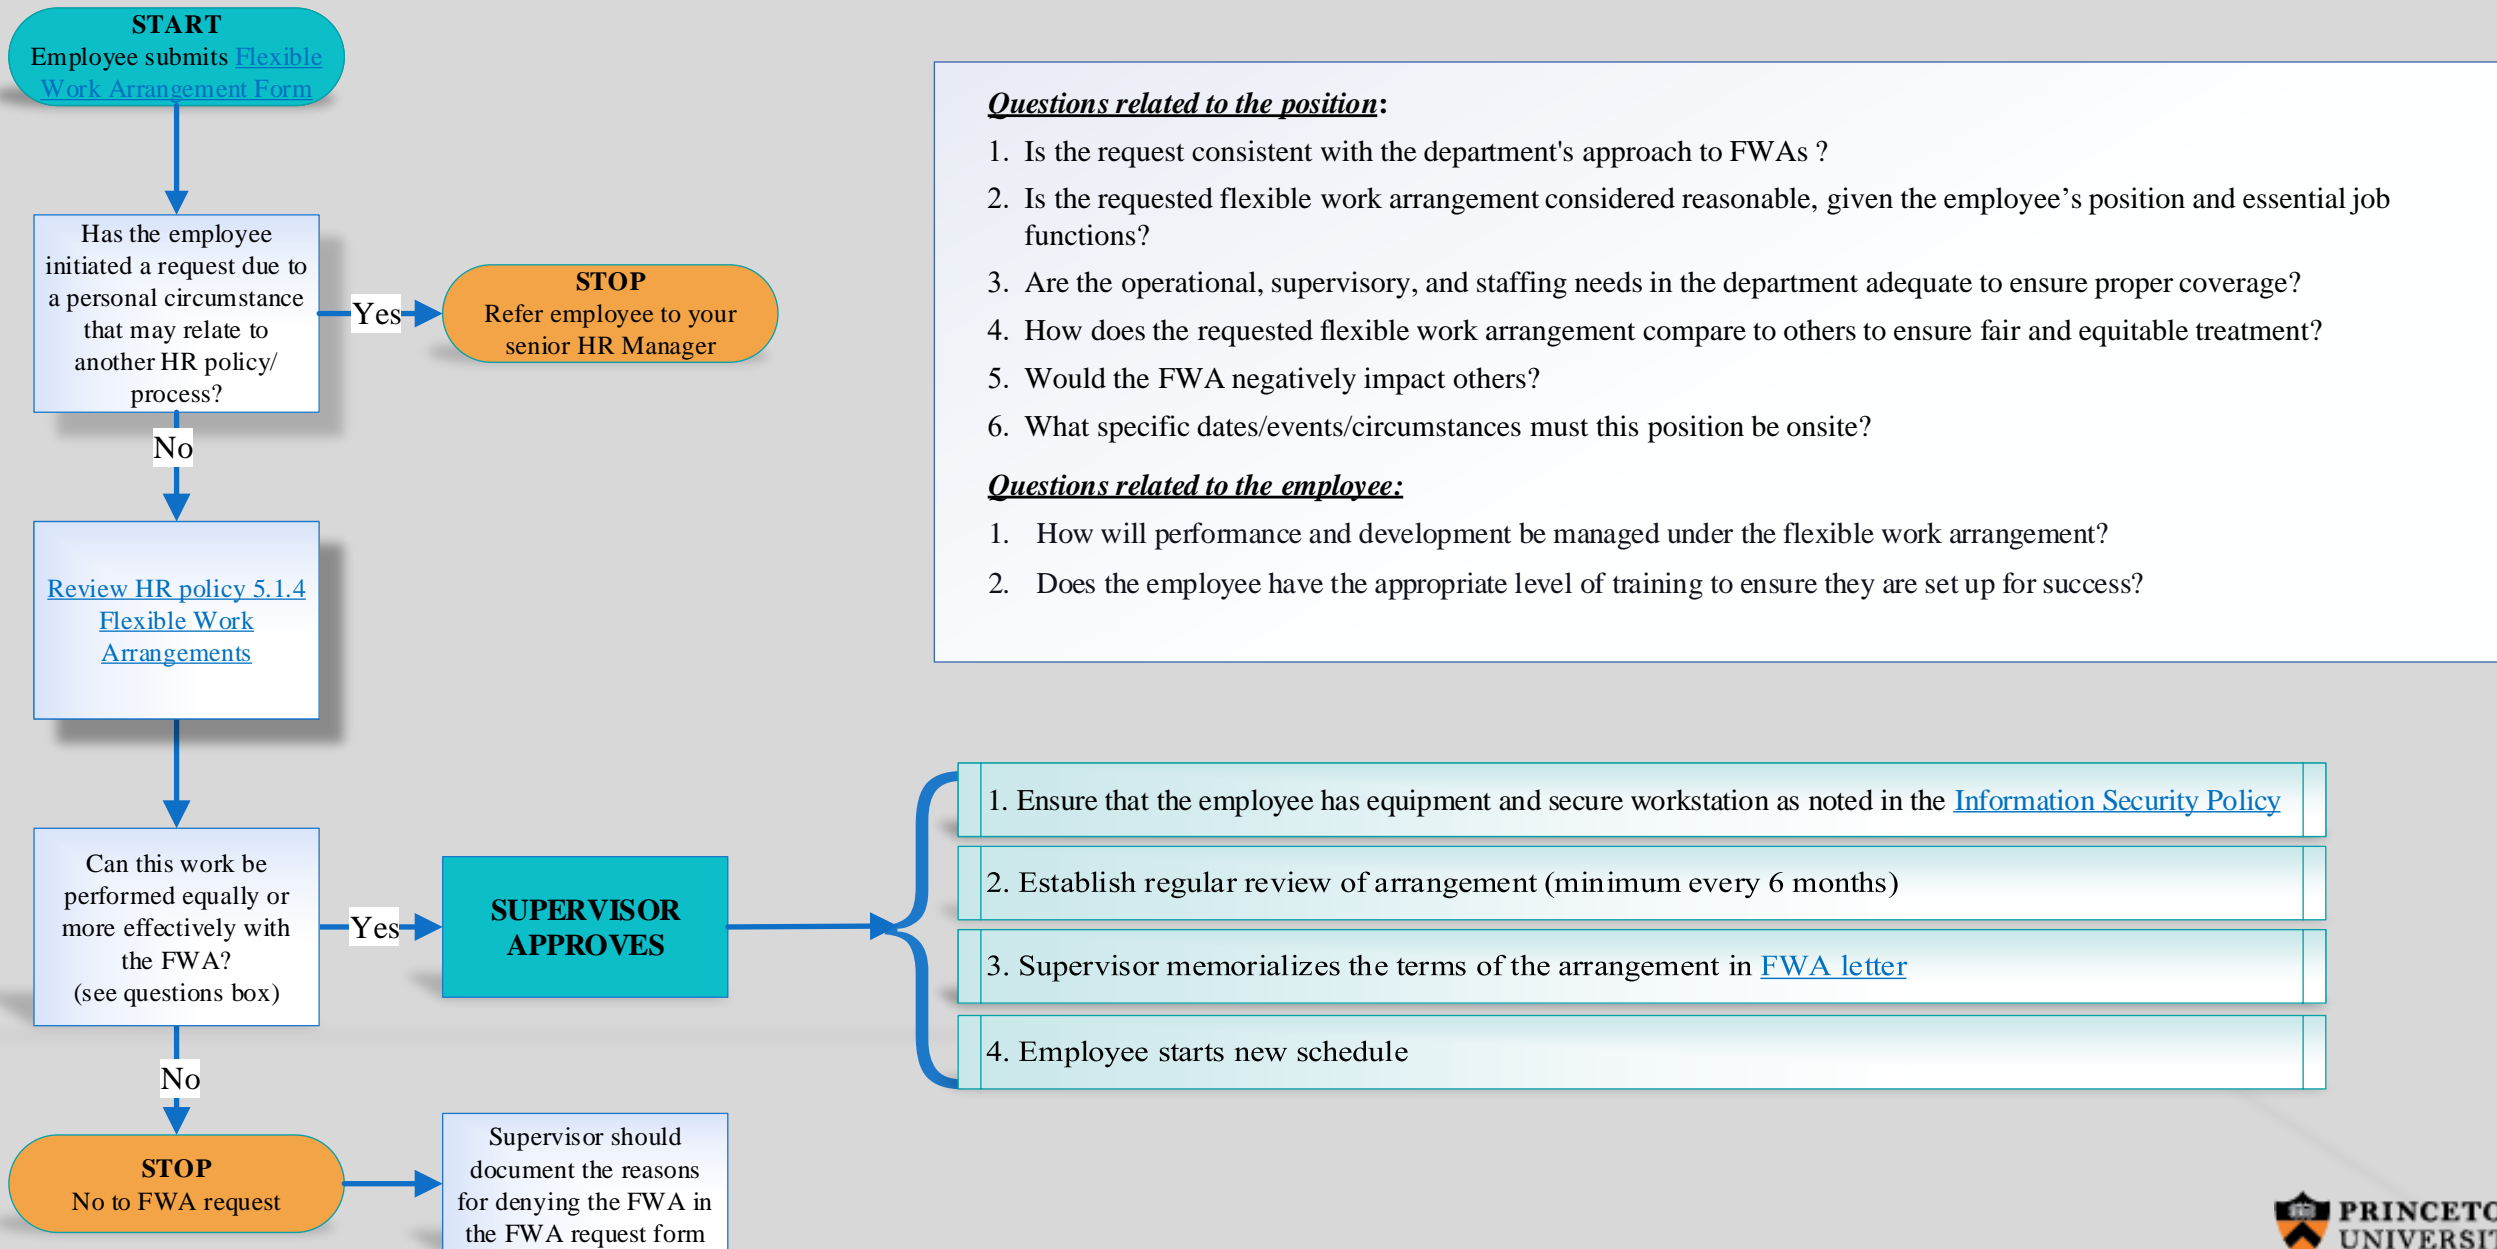 START
Employee submits Flexible
Work Arrangement Form
Has the employee
initiated a request due to
a personal circumstance
that may relate to
another HR policy/
process?
Yes
STOP
Refer employee to your
senior HR Manager
No
Review HR policy 5.1.4
Flexible Work
Arrangements
Can this work be
performed equally or
more effectively with
the FWA?
(see questions box)
Yes
SUPERVISOR
APPROVES
No
STOP
No to FWA request
Supervisor should
document the reasons
for denying the FWA in
the FWA request form
Questions related to the position:
1. Is the request consistent with the department's approach to FWAs ?
2. Is the requested flexible work arrangement considered reasonable, given the employee’s position and essential job
functions?
3. Are the operational, supervisory, and staffing needs in the department adequate to ensure proper coverage?
4. How does the requested flexible work arrangement compare to others to ensure fair and equitable treatment?
5. Would the FWA negatively impact others?
6. What specific dates/events/circumstances must this position be onsite?
Questions related to the employee:
1. How will performance and development be managed under the flexible work arrangement?
2. Does the employee have the appropriate level of training to ensure they are set up for success?
1. Ensure that the employee has equipment and secure workstation as noted in the Information Security Policy
2. Establish regular review of arrangement (minimum every 6 months)
3. Supervisor memorializes the terms of the arrangement in FWA letter
4. Employee starts new schedule
PRINCETO
UNIVERSIT